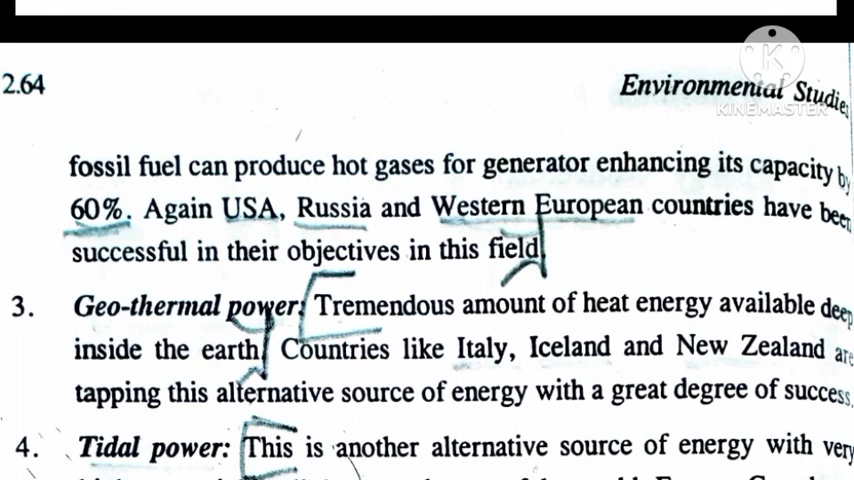 2.64
Environmental Studies
K
KINEMASTER
fossil fuel can produce hot gases for generator enhancing its capacity by
60%. Again USA, Russia and Western European countries have been
successful in their objectives in this field.
3. Geo-thermal power: Tremendous amount of heat energy available deep
inside the earth. Countries like Italy, Iceland and New Zealand are
tapping this alternative source of energy with a great degree of success.
4. Tidal power: This is another alternative source of energy with very